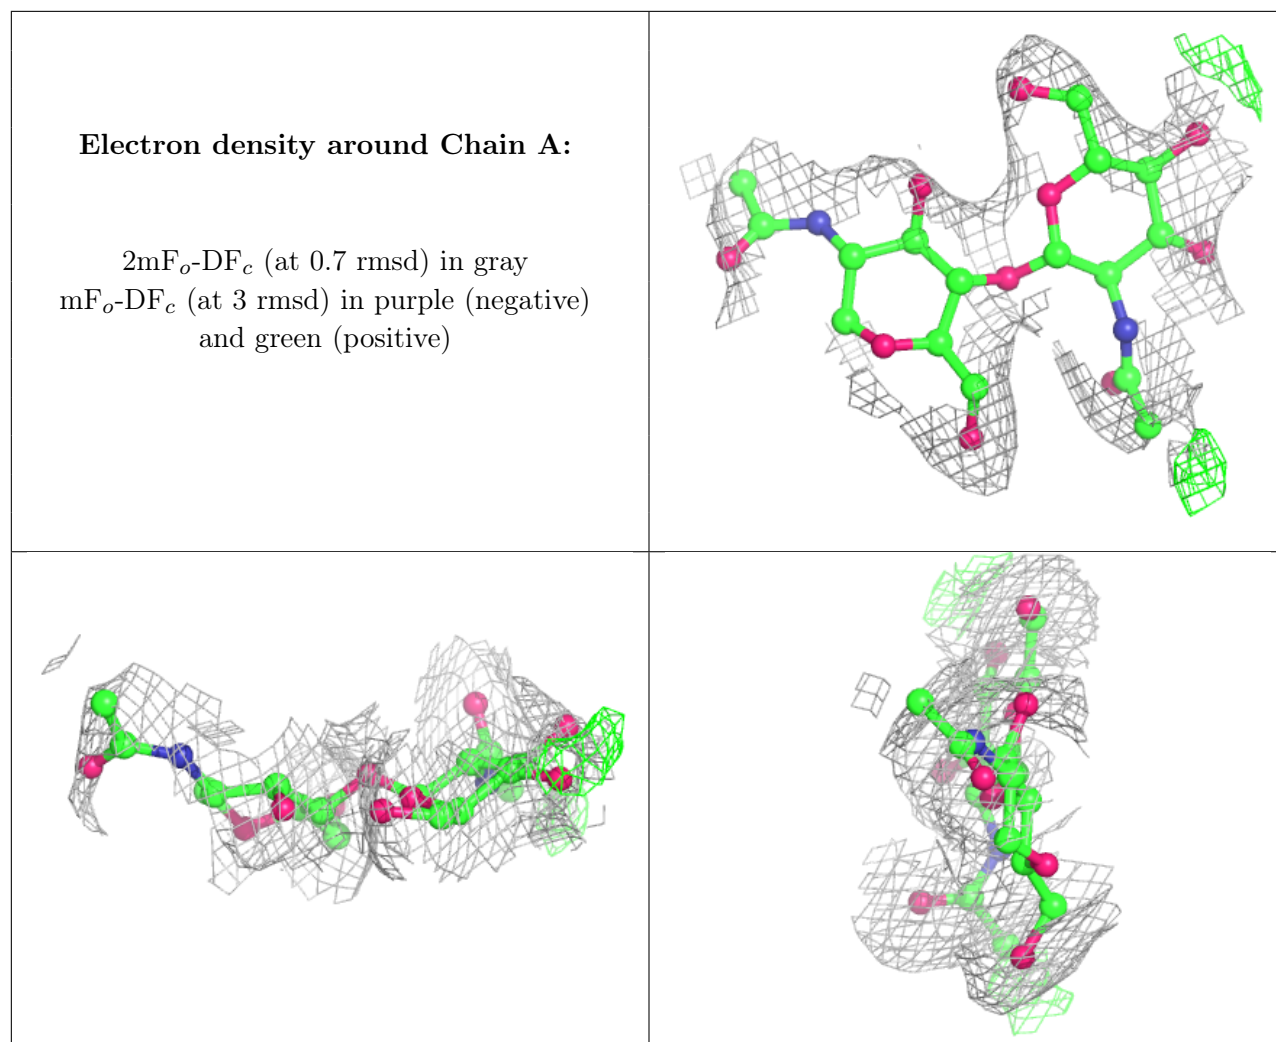 Electron density around Chain A:
2mFₒ-DF𝒸 (at 0.7 rmsd) in gray
mFₒ-DF𝒸 (at 3 rmsd) in purple (negative)
and green (positive)